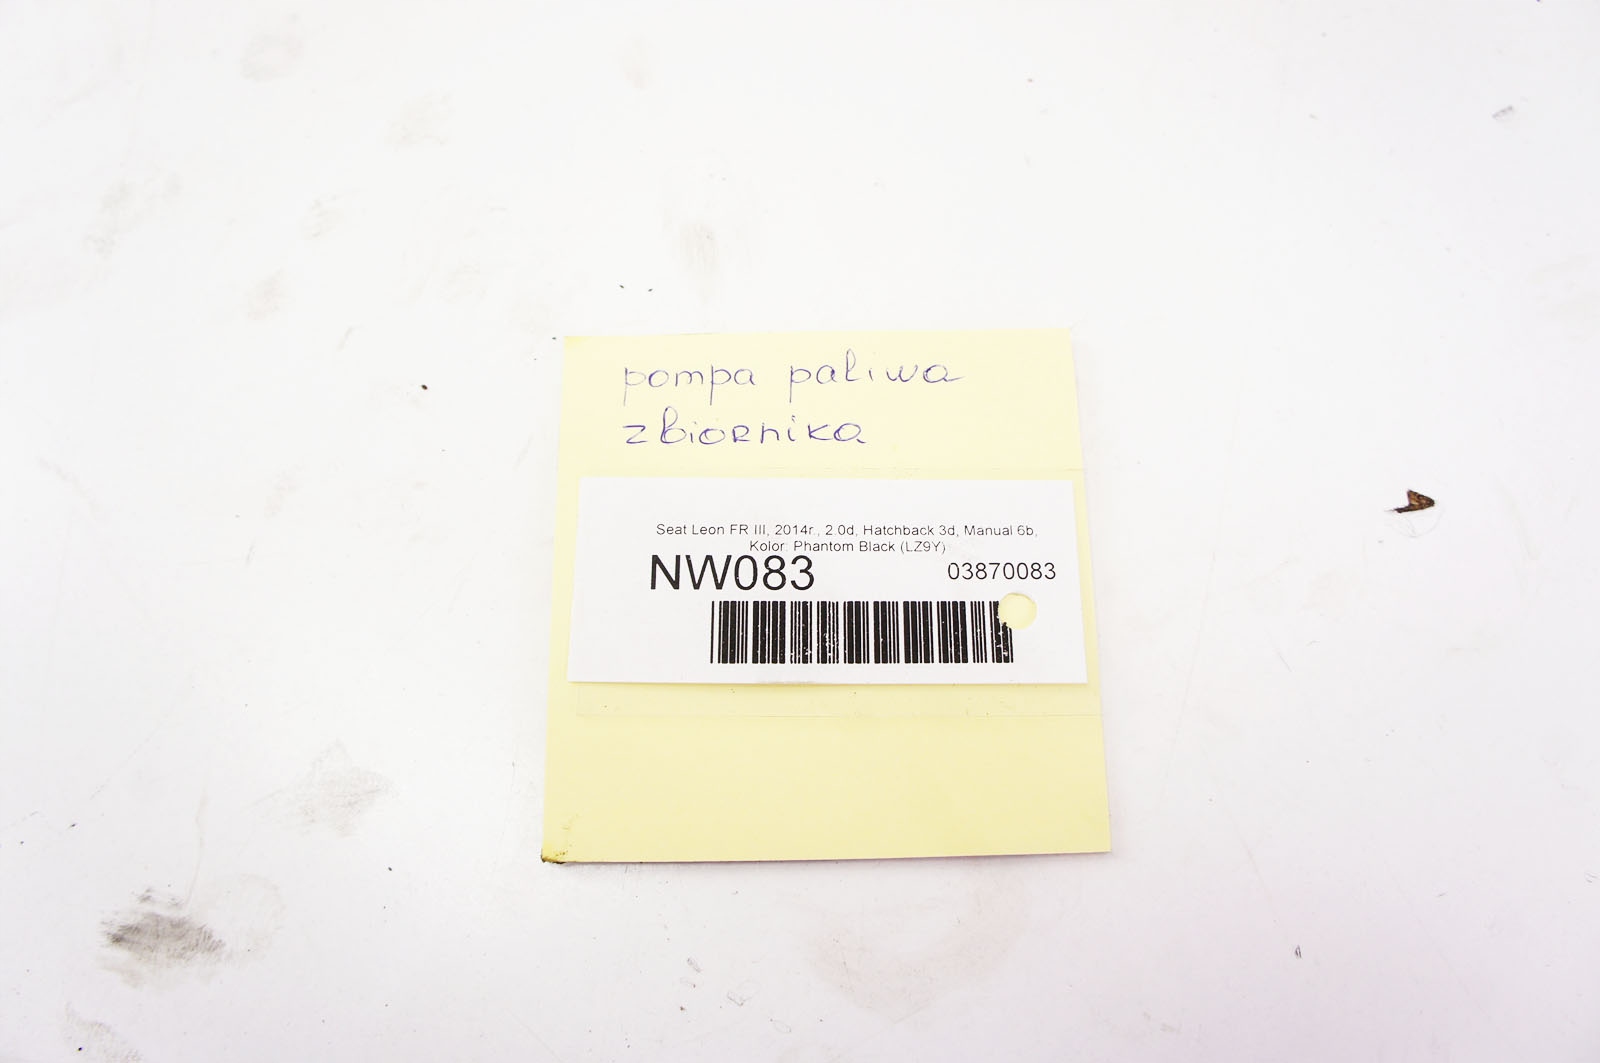 pompa paliwa
zbiornika
Seat Leon FR III, 2014r., 2.0d, Hatchback 3d, Manual 6b,
Kolor: Phantom Black (LZ9Y)
NW083 03870083